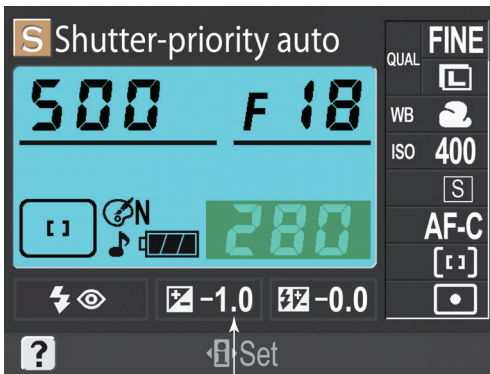 S Shutter-priority auto
500 F 18
[ ] N
280
-1.0 -0.0
? i Set
QUAL FINE
L
WB
ISO 400
S
AF-C
[ ]